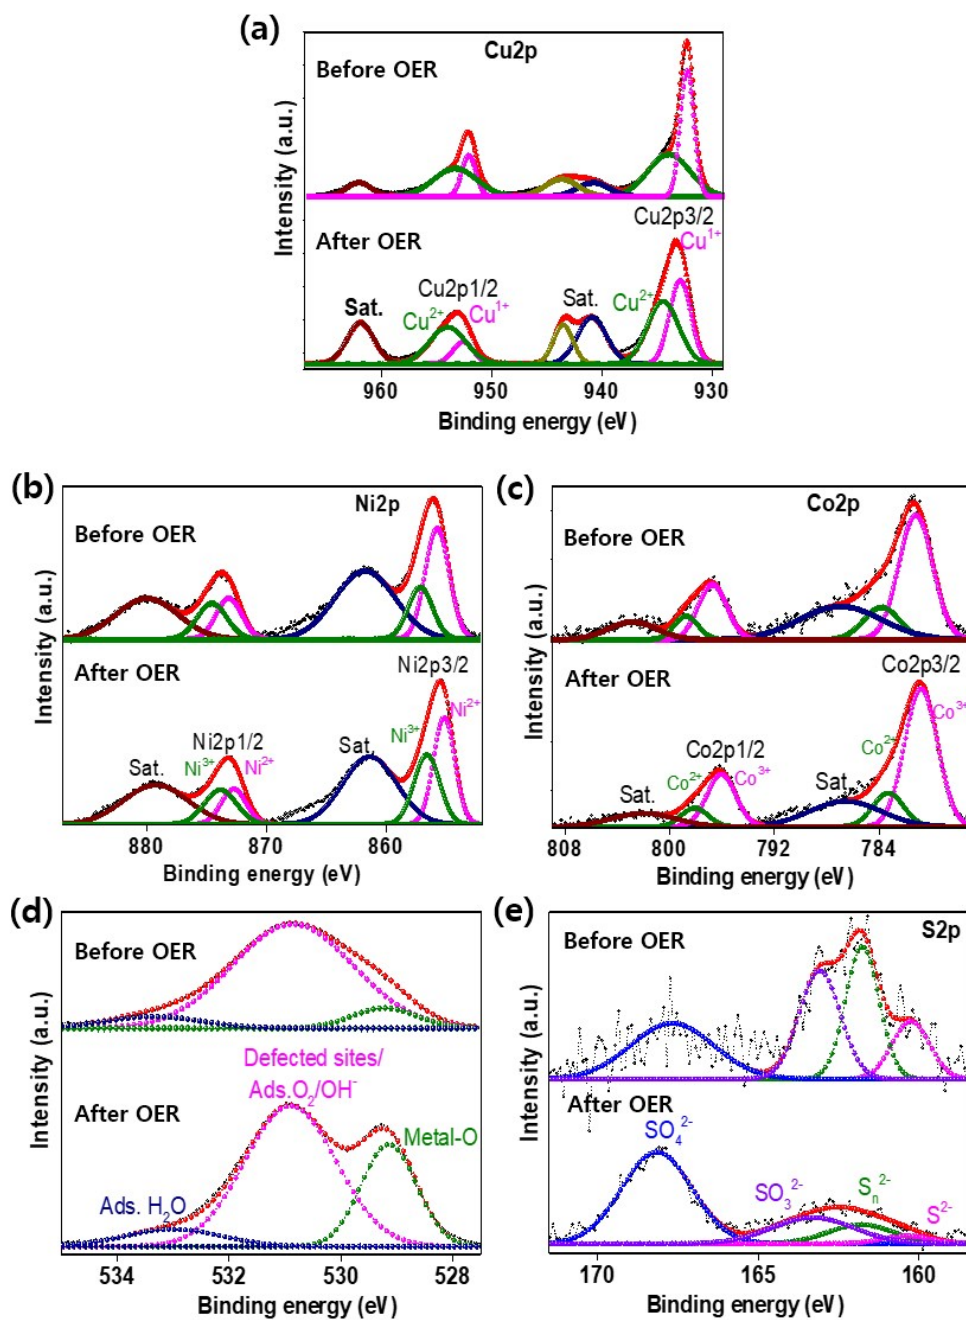 (a)
Cu2p
Before OER
After OER
Cu2p3/2
Cu¹⁺
Cu2p1/2
Sat.
Cu²⁺
Cu¹⁺
Sat.
Cu²⁺
Intensity (a.u.)
960 950 940 930
Binding energy (eV)
(b)
Ni2p
Before OER
After OER
Ni2p3/2
Ni²⁺
Ni³⁺
Ni2p1/2
Sat.
Ni³⁺
Ni²⁺
Sat.
Intensity (a.u.)
880 870 860
Binding energy (eV)
(c)
Co2p
Before OER
After OER
Co2p3/2
Co³⁺
Co²⁺
Co2p1/2
Co²⁺
Co³⁺
Sat.
Sat.
Intensity (a.u.)
808 800 792 784
Binding energy (eV)
(d)
Before OER
Defected sites/
Ads.O₂/OH⁻
After OER
Metal-O
Ads. H₂O
Intensity (a.u.)
534 532 530 528
Binding energy (eV)
(e)
Before OER
S2p
After OER
SO₄²⁻
SO₃²⁻
Sₙ²⁻
S²⁻
Intensity (a.u.)
170 165 160
Binding energy (eV)